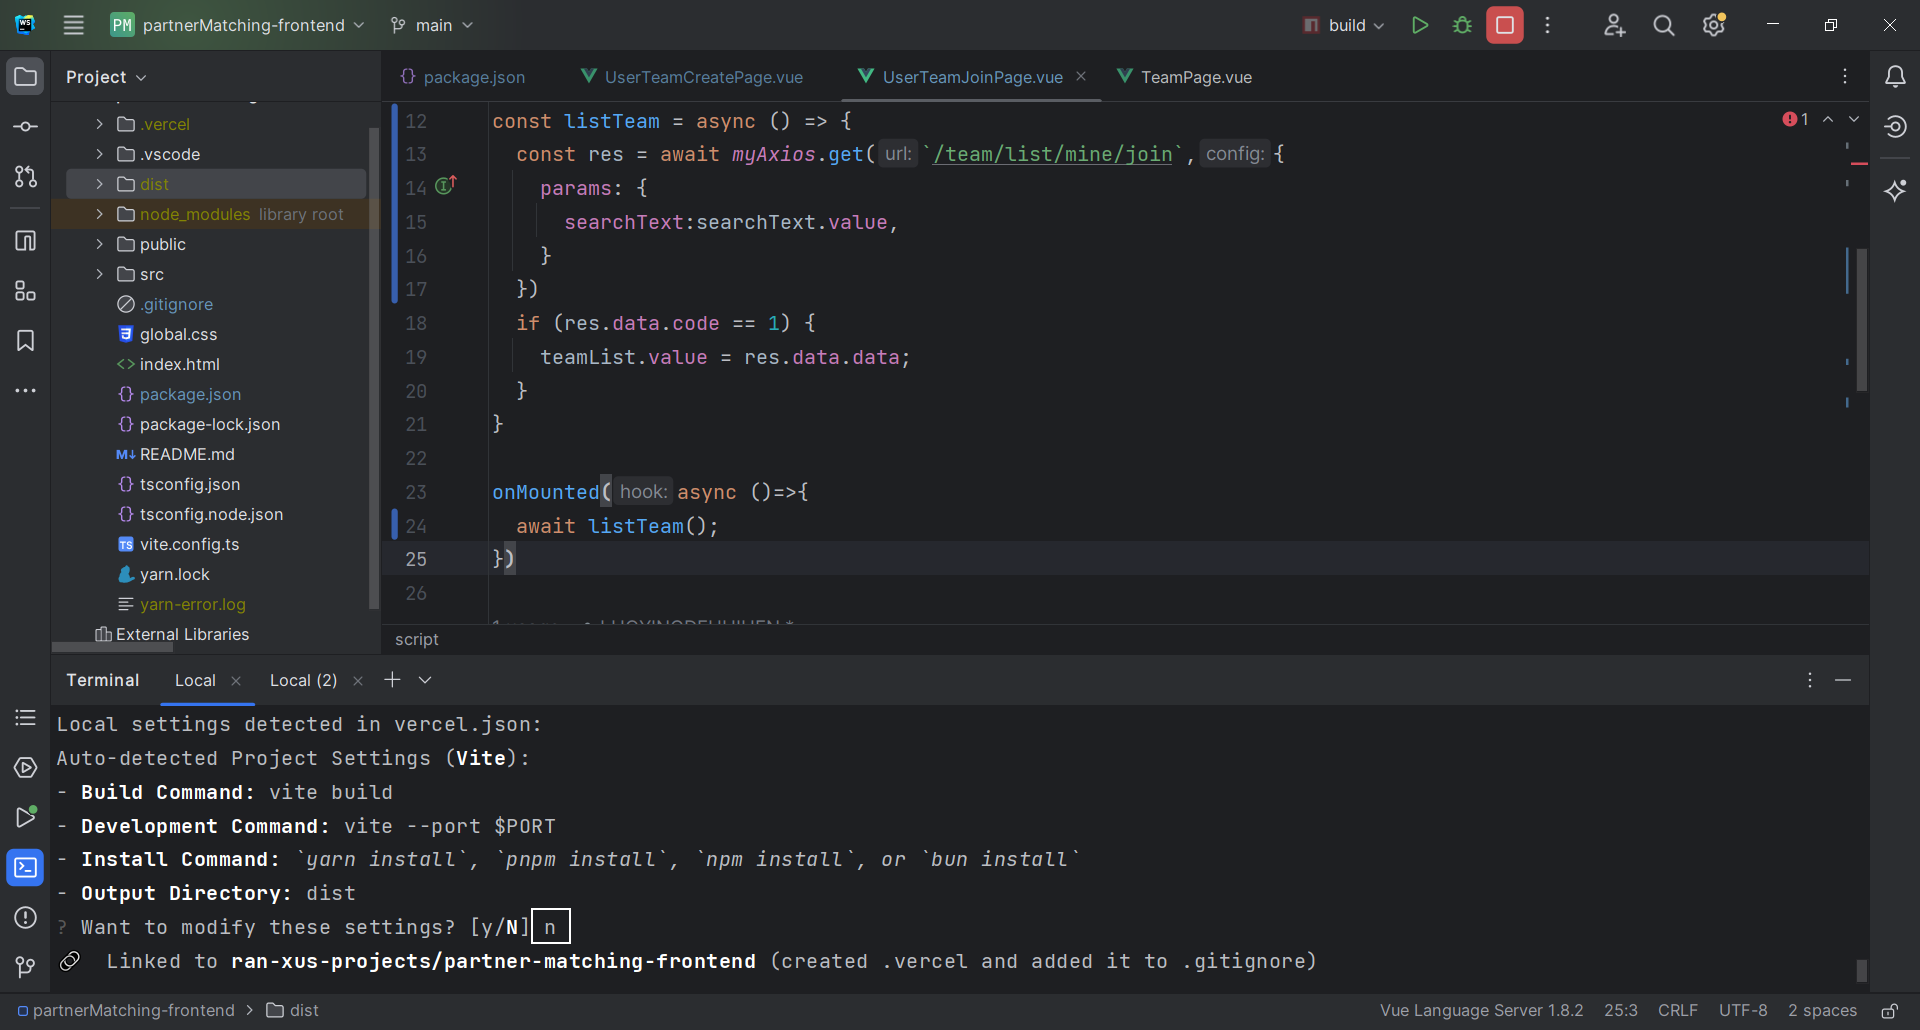 WS PM partnerMatching-frontend main build
Project
package.json UserTeamCreatePage.vue UserTeamJoinPage.vue TeamPage.vue
.vercel
.vscode
dist
node_modules library root
public
src
.gitignore
global.css
index.html
package.json
package-lock.json
README.md
tsconfig.json
tsconfig.node.json
vite.config.ts
yarn.lock
yarn-error.log
External Libraries
1
12 const listTeam = async () => {
13 const res = await myAxios.get( url: `/team/list/mine/join`, config: {
14 params: {
15 searchText:searchText.value,
16 }
17 })
18 if (res.data.code == 1) {
19 teamList.value = res.data.data;
20 }
21 }
22
23 onMounted( hook: async ()=>{
24 await listTeam();
25 })
26
script
Terminal Local Local (2)
Local settings detected in vercel.json:
Auto-detected Project Settings (Vite):
- Build Command: vite build
- Development Command: vite --port $PORT
- Install Command: `yarn install`, `pnpm install`, `npm install`, or `bun install`
- Output Directory: dist
? Want to modify these settings? [y/N] n
Linked to ran-xus-projects/partner-matching-frontend (created .vercel and added it to .gitignore)
partnerMatching-frontend > dist
Vue Language Server 1.8.2 25:3 CRLF UTF-8 2 spaces